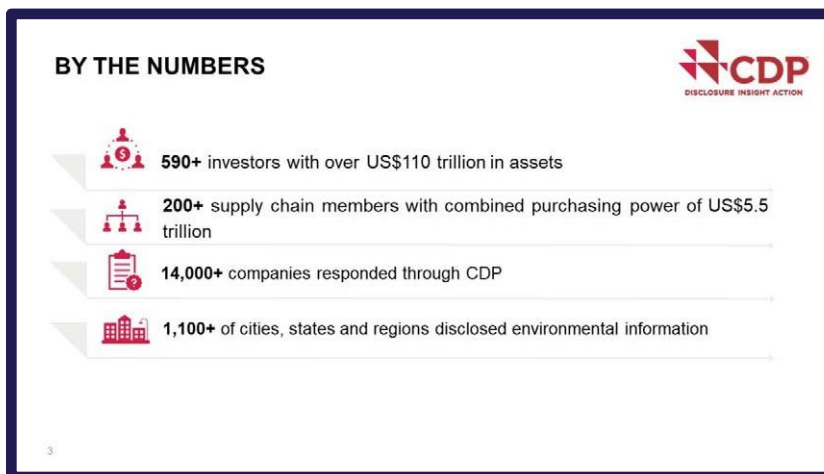 BY THE NUMBERS
CDP
DISCLOSURE INSIGHT ACTION
$
590+ investors with over US$110 trillion in assets
200+ supply chain members with combined purchasing power of US$5.5
trillion
?
14,000+ companies responded through CDP
1,100+ of cities, states and regions disclosed environmental information
3